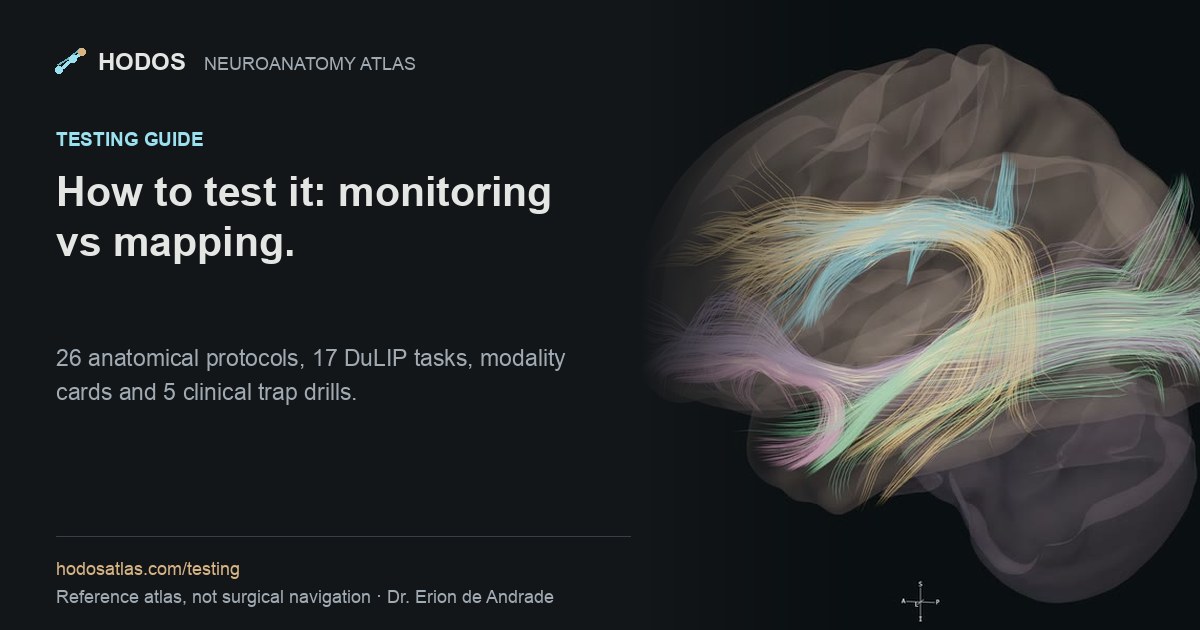 HODOS NEUROANATOMY ATLAS
TESTING GUIDE
How to test it: monitoring
vs mapping.
26 anatomical protocols, 17 DuLIP tasks, modality
cards and 5 clinical trap drills.
hodosatlas.com/testing
Reference atlas, not surgical navigation · Dr. Erion de Andrade
S
A L P
I